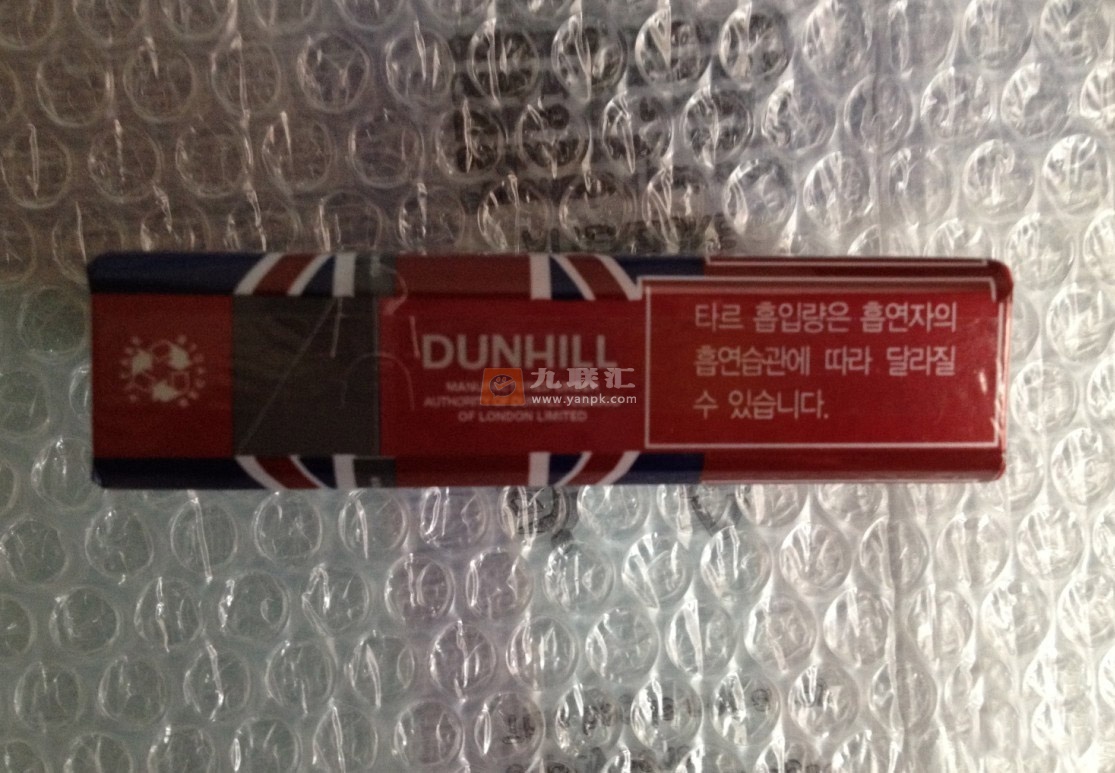 DUNHILL
AUTHORITY
OF LONDON LIMITED
九联汇
www.yanpk.com
타르 흡입량은 흡연자의
흡연습관에 따라 달라질
수 있습니다.